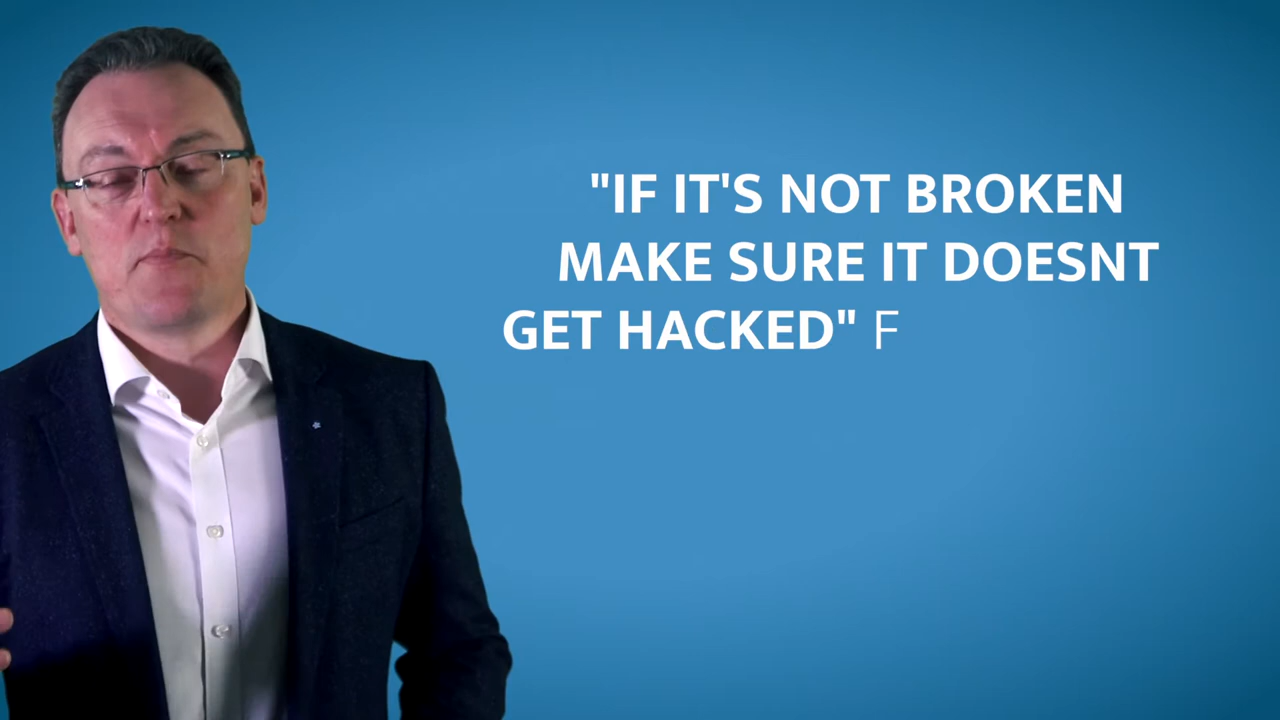 "IF IT'S NOT BROKEN
MAKE SURE IT DOESNT
GET HACKED" F